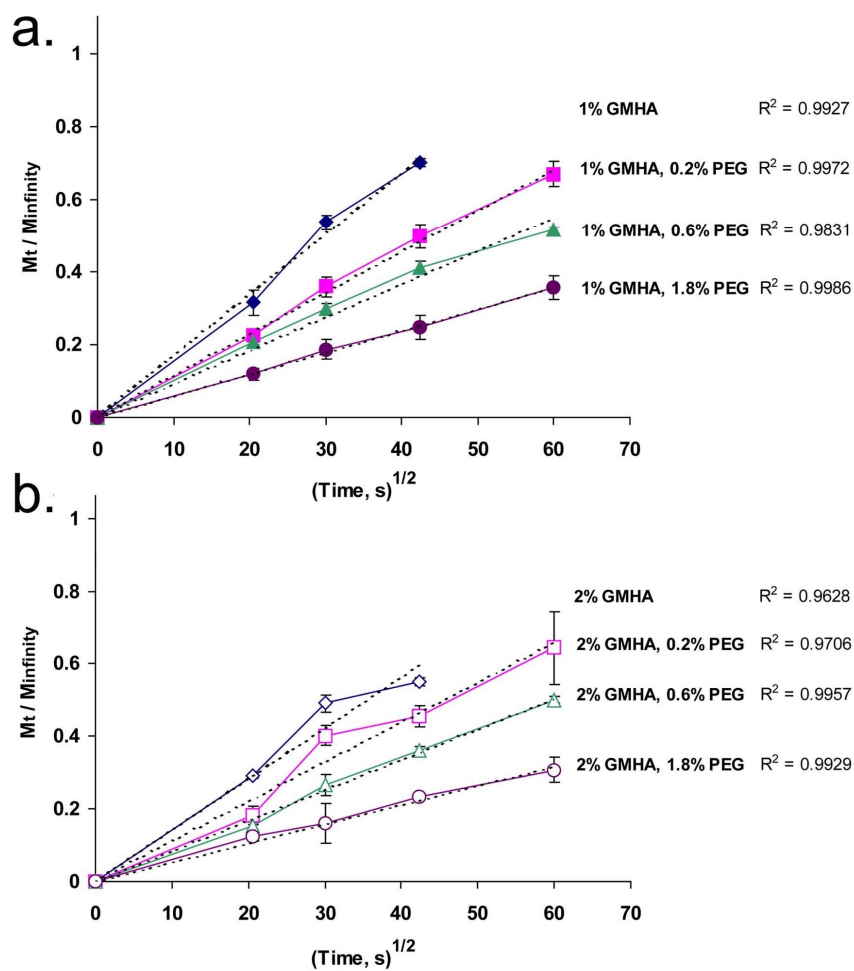 a.
1
0.8
0.6
0.4
0.2
0
Mt / Minfinity
1% GMHA R² = 0.9927
1% GMHA, 0.2% PEG R² = 0.9972
1% GMHA, 0.6% PEG R² = 0.9831
1% GMHA, 1.8% PEG R² = 0.9986
0 10 20 30 40 50 60 70
(Time, s)^1/2
b.
1
0.8
0.6
0.4
0.2
0
Mt / Minfinity
2% GMHA R² = 0.9628
2% GMHA, 0.2% PEG R² = 0.9706
2% GMHA, 0.6% PEG R² = 0.9957
2% GMHA, 1.8% PEG R² = 0.9929
0 10 20 30 40 50 60 70
(Time, s)^1/2